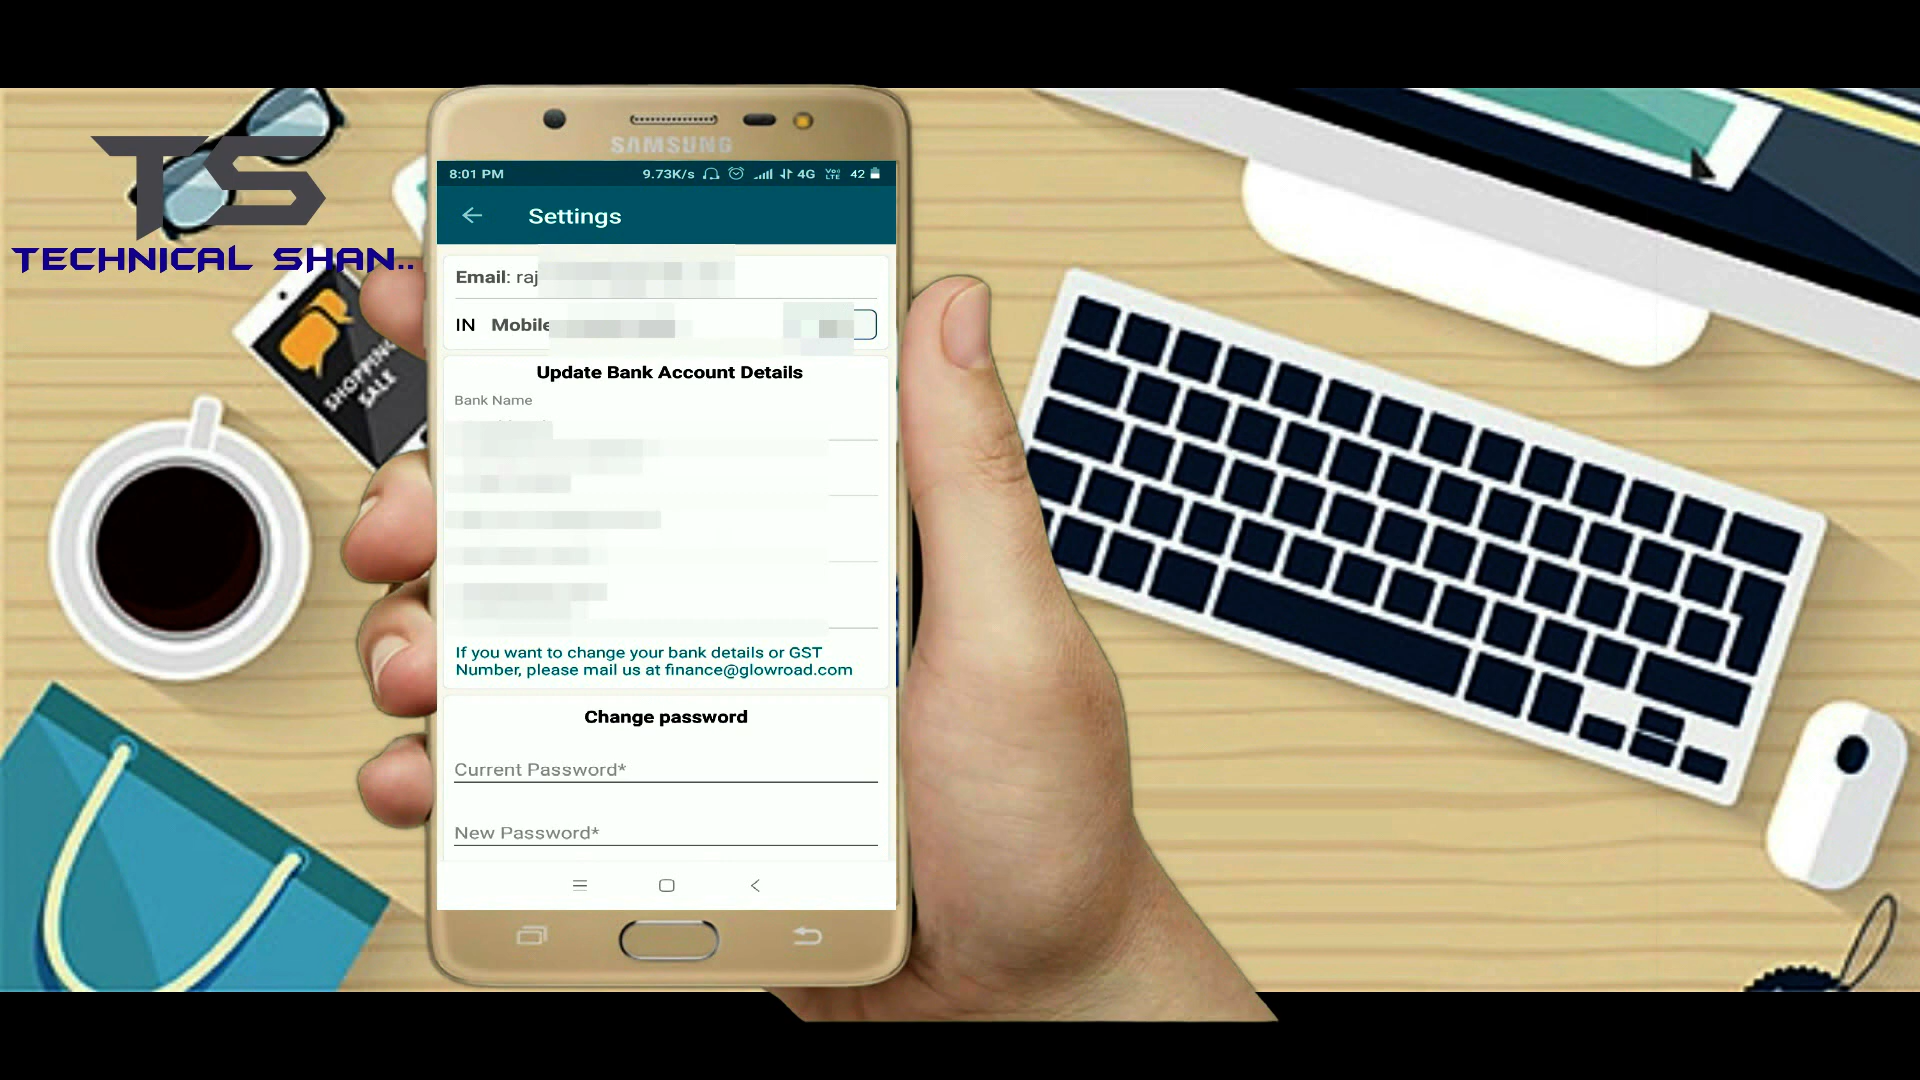 TECHNICAL SHAN..
TS
SHOPPING
SALE
SAMSUNG
8:01 PM 9.73K/s 4G Vo LTE 42
Settings
Email: raj
IN Mobile
Update Bank Account Details
Bank Name
If you want to change your bank details or GST
Number, please mail us at finance@glowroad.com
Change password
Current Password*
New Password*